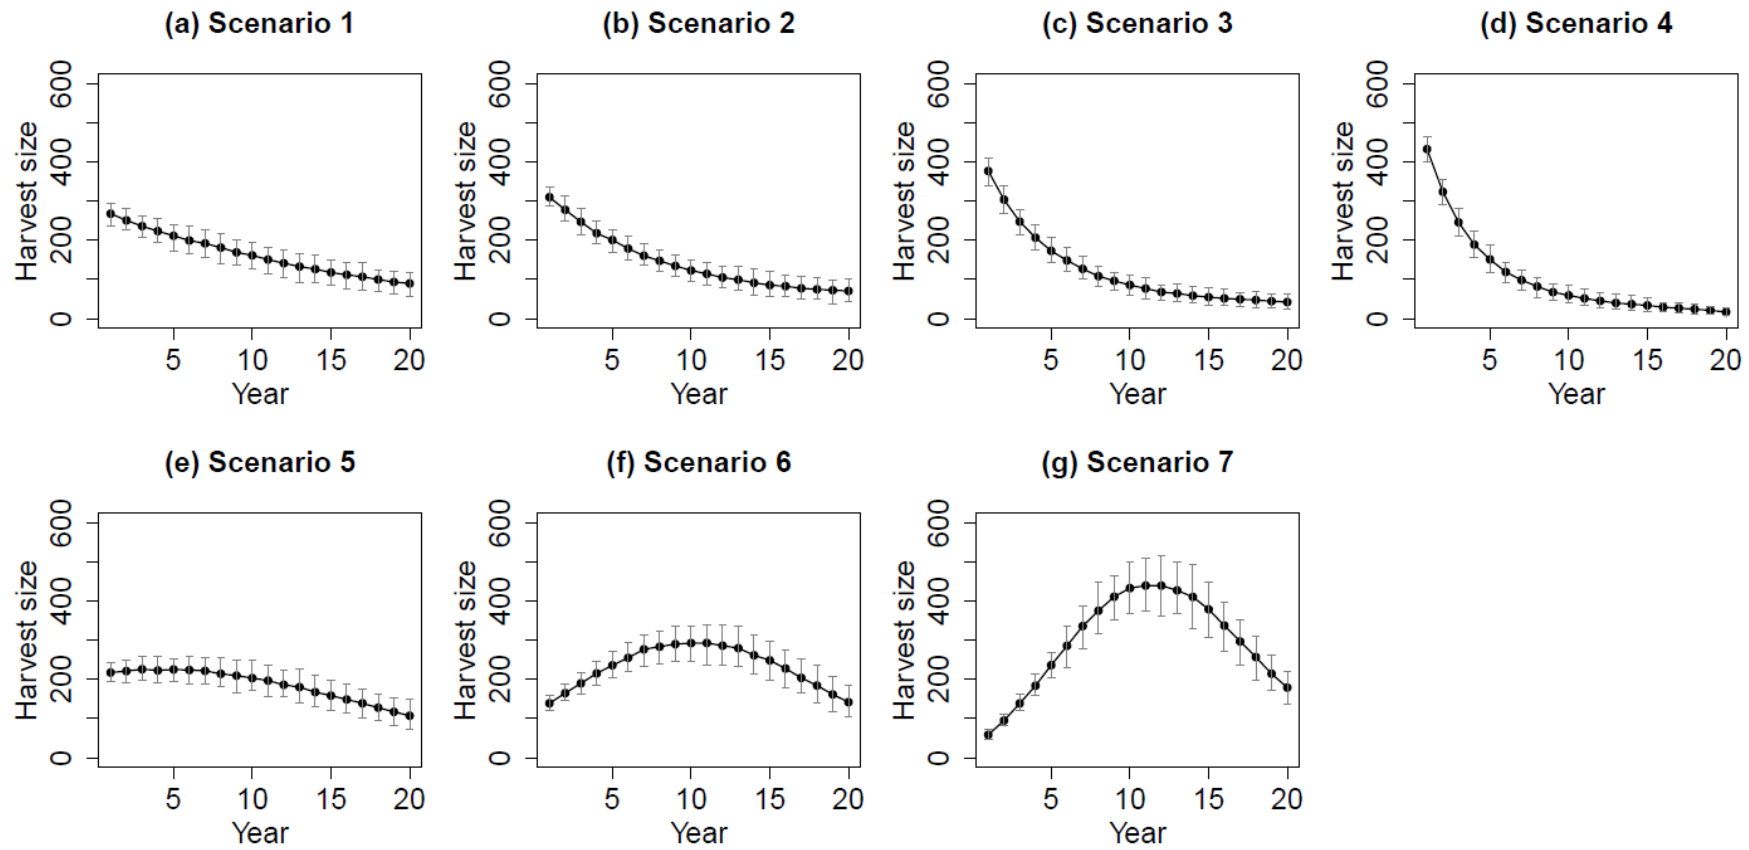 (a) Scenario 1
Harvest size
0 200 400 600
5 10 15 20
Year
(b) Scenario 2
Harvest size
0 200 400 600
5 10 15 20
Year
(c) Scenario 3
Harvest size
0 200 400 600
5 10 15 20
Year
(d) Scenario 4
Harvest size
0 200 400 600
5 10 15 20
Year
(e) Scenario 5
Harvest size
0 200 400 600
5 10 15 20
Year
(f) Scenario 6
Harvest size
0 200 400 600
5 10 15 20
Year
(g) Scenario 7
Harvest size
0 200 400 600
5 10 15 20
Year